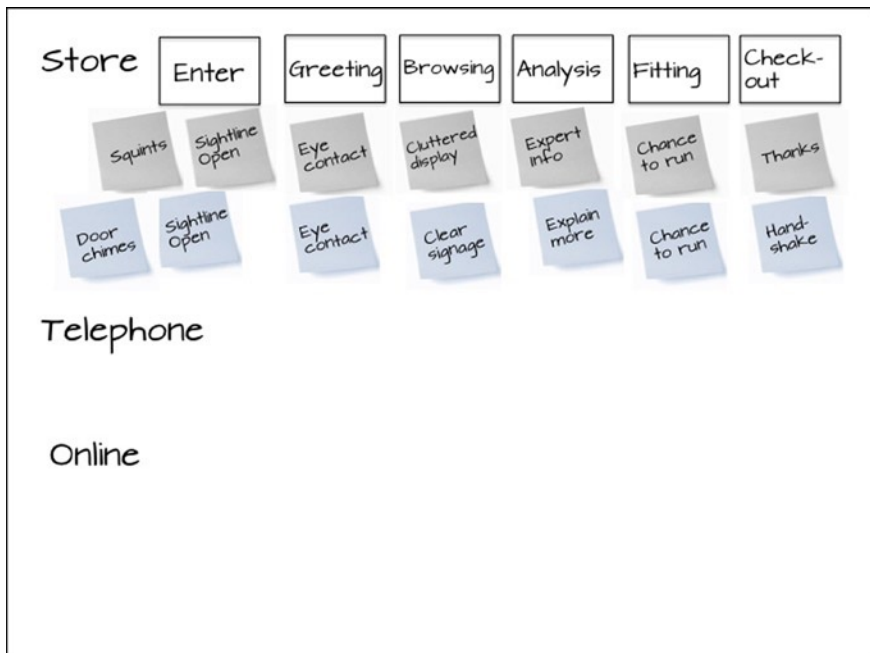 Store
Enter
Greeting
Browsing
Analysis
Fitting
Check-
out
Squints
Sightline
Open
Eye
contact
Cluttered
display
Expert
info
Chance
to run
Thanks
Door
chimes
Sightline
Open
Eye
contact
Clear
signage
Explain
more
Chance
to run
Hand-
shake
Telephone
Online